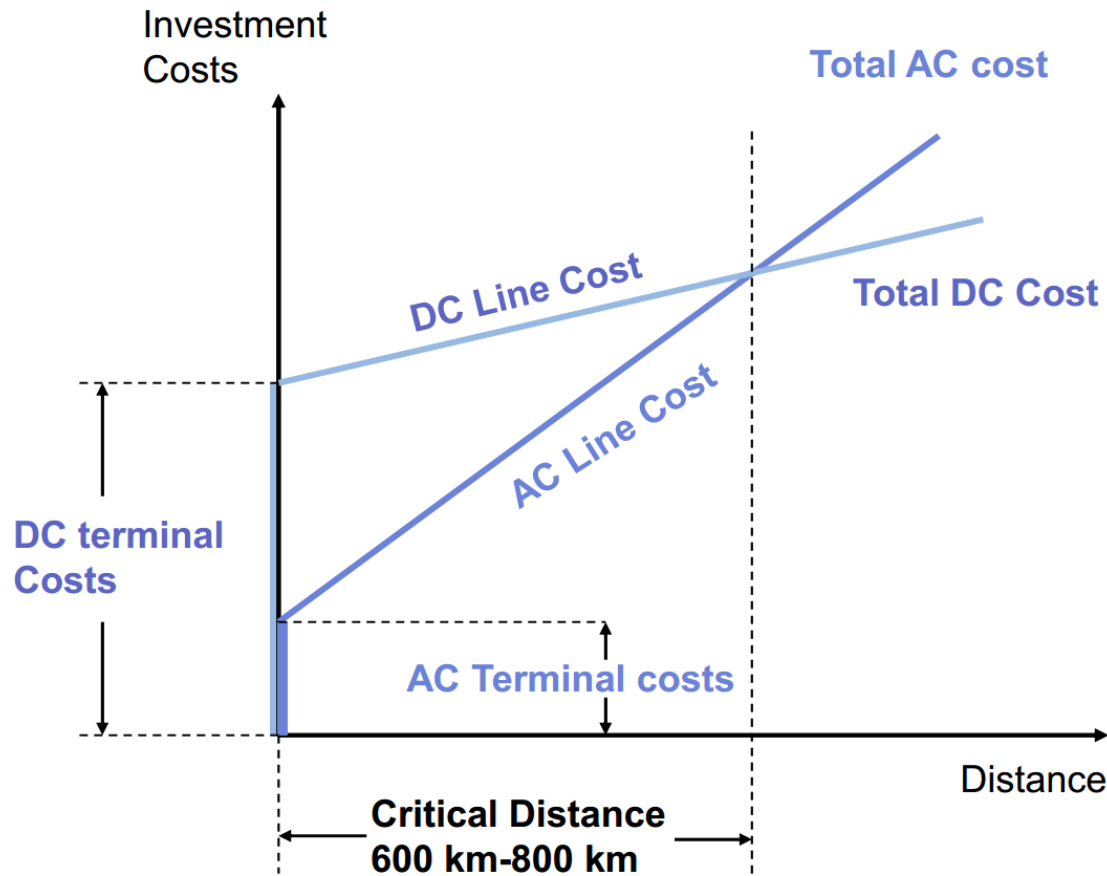 Investment
Costs
Total AC cost
DC Line Cost
Total DC Cost
AC Line Cost
DC terminal
Costs
AC Terminal costs
Distance
Critical Distance
600 km-800 km